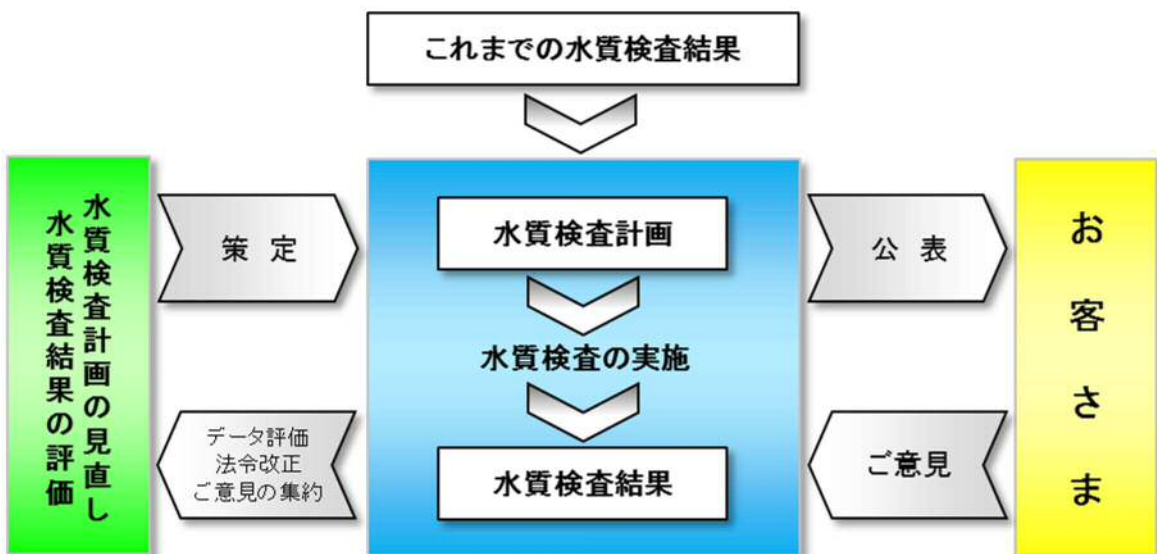 これまでの水質検査結果
水質検査計画の見直し
水質検査結果の評価
策 定
水質検査計画
公 表
お客さま
水質検査の実施
データ評価
法令改正
ご意見の集約
水質検査結果
ご意見